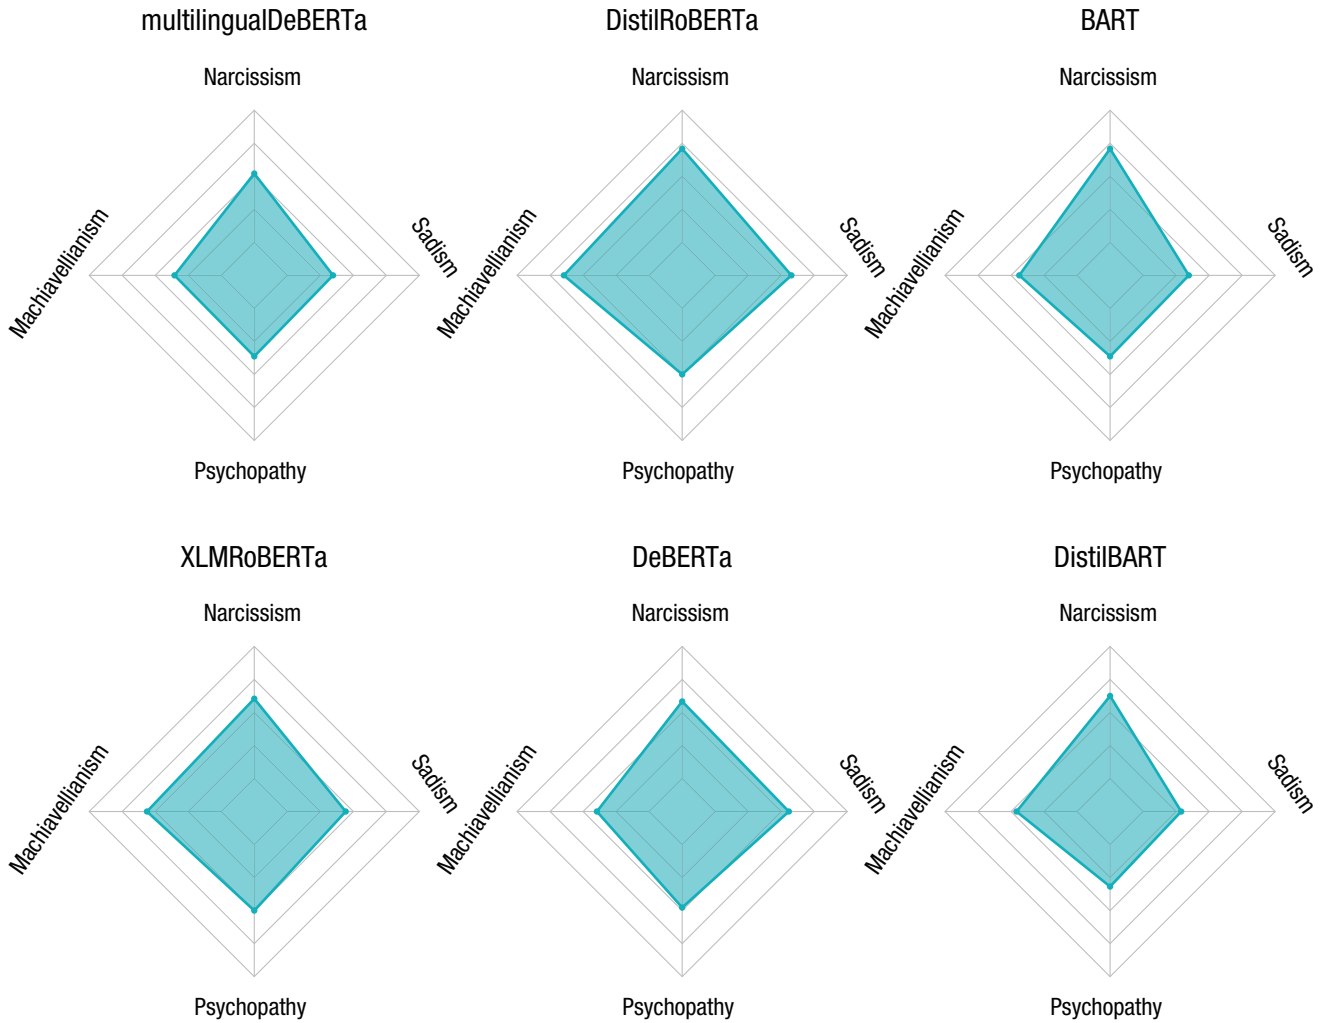 multilingualDeBERTa
Narcissism
Sadism
Machiavellianism
Psychopathy
DistilRoBERTa
Narcissism
Sadism
Machiavellianism
Psychopathy
BART
Narcissism
Sadism
Machiavellianism
Psychopathy
XLMRoBERTa
Narcissism
Sadism
Machiavellianism
Psychopathy
DeBERTa
Narcissism
Sadism
Machiavellianism
Psychopathy
DistilBART
Narcissism
Sadism
Machiavellianism
Psychopathy